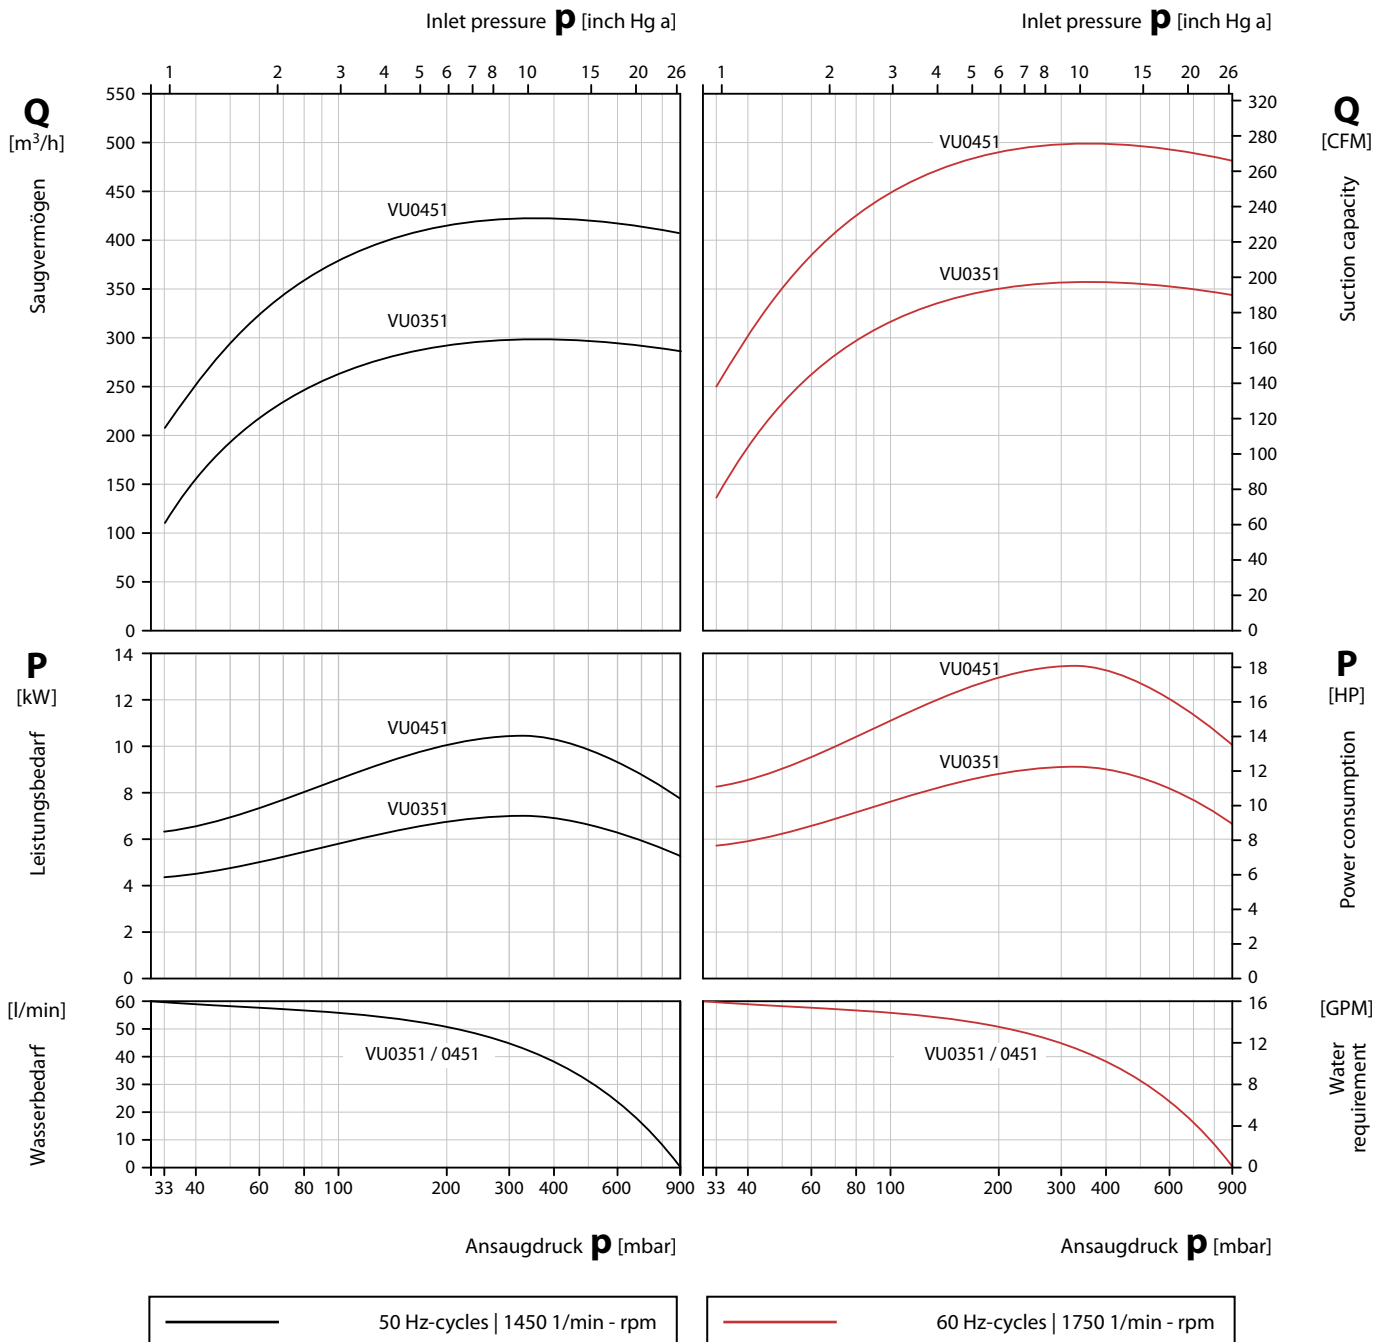 Inlet pressure p [inch Hg a]
Inlet pressure p [inch Hg a]
1 2 3 4 5 6 7 8 10 15 20 26
1 2 3 4 5 6 7 8 10 15 20 26
Q
[m³/h]
Saugvermögen
550
500
450
400
350
300
250
200
150
100
50
0
VU0451
VU0351
VU0451
VU0351
320
280
260
240
220
200
180
160
140
120
100
80
60
40
20
0
Q
[CFM]
Suction capacity
P
[kW]
Leistungsbedarf
14
12
10
8
6
4
2
0
VU0451
VU0351
VU0451
VU0351
18
16
14
12
10
8
6
4
2
0
P
[HP]
Power consumption
[l/min]
Wasserbedarf
60
50
40
30
20
10
0
VU0351 / 0451
VU0351 / 0451
16
12
8
4
0
[GPM]
Water
requirement
33 40 60 80 100 200 300 400 600 900
33 40 60 80 100 200 300 400 600 900
Ansaugdruck p [mbar]
Ansaugdruck p [mbar]
50 Hz-cycles | 1450 1/min - rpm
60 Hz-cycles | 1750 1/min - rpm